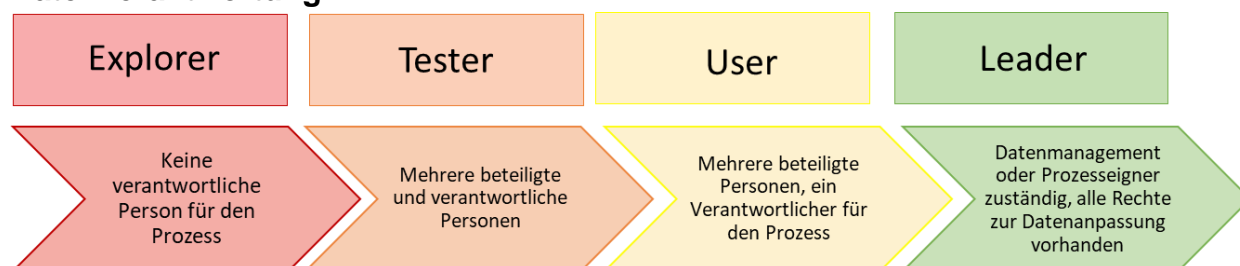 Explorer
Tester
User
Leader
Keine
verantwortliche
Person für den
Prozess
Mehrere beteiligte
und verantwortliche
Personen
Mehrere beteiligte
Personen, ein
Verantwortlicher für
den Prozess
Datenmanagement
oder Prozesseigner
zuständig, alle Rechte
zur Datenanpassung
vorhanden